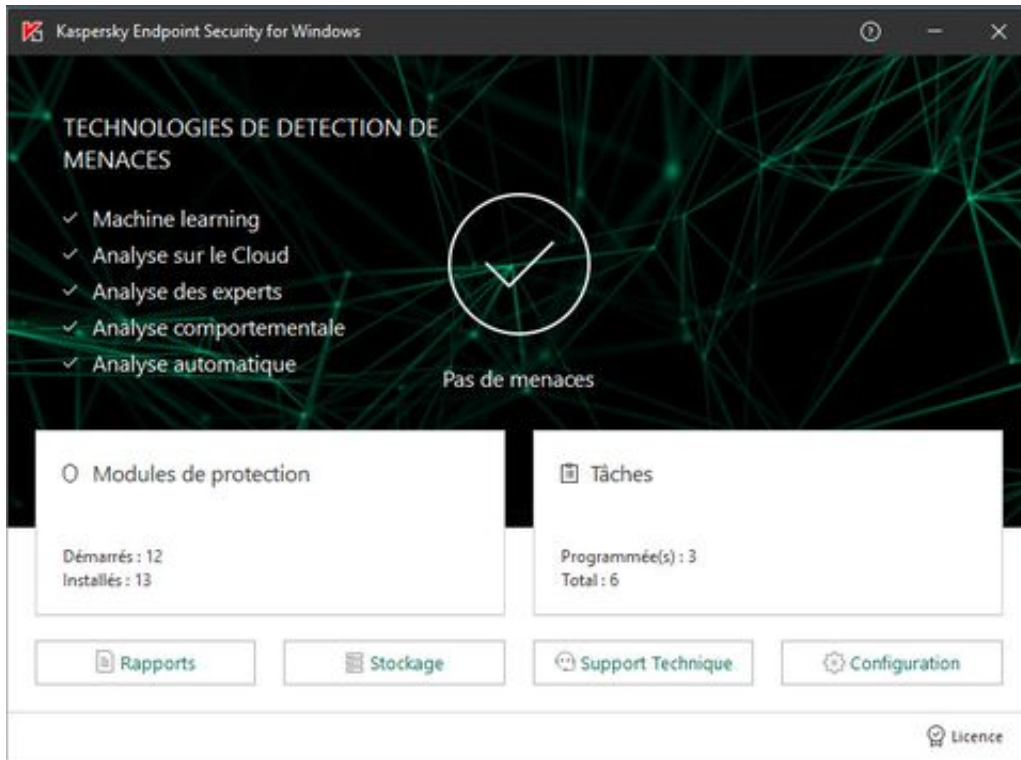 Kaspersky Endpoint Security for Windows
TECHNOLOGIES DE DETECTION DE
MENACES
Machine learning
Analyse sur le Cloud
Analyse des experts
Analyse comportementale
Analyse automatique
Pas de menaces
Modules de protection
Démarrés : 12
Installés : 13
Tâches
Programmée(s) : 3
Total : 6
Rapports
Stockage
Support Technique
Configuration
Licence